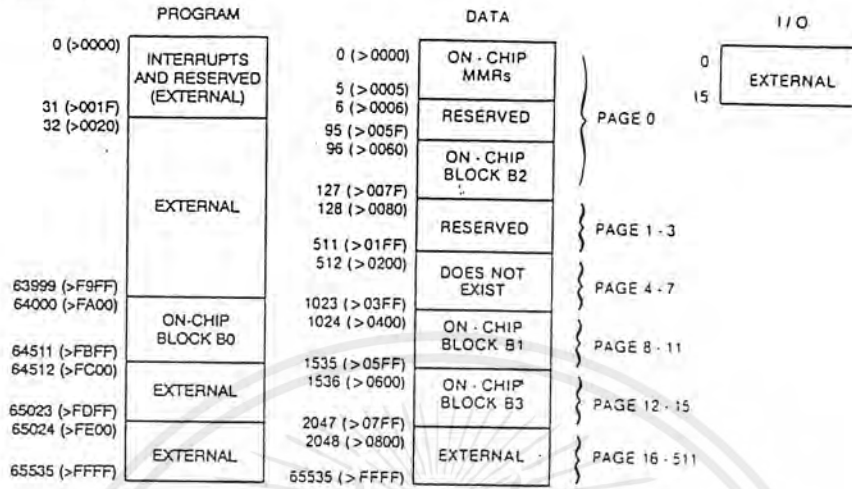 PROGRAM
0 (>0000)
INTERRUPTS
AND RESERVED
(EXTERNAL)
31 (>001F)
32 (>0020)
EXTERNAL
63999 (>F9FF)
64000 (>FA00)
ON-CHIP
BLOCK B0
64511 (>FBFF)
64512 (>FC00)
EXTERNAL
65023 (>FDFF)
65024 (>FE00)
EXTERNAL
65535 (>FFFF)
DATA
0 (>0000)
ON - CHIP
MMRs
5 (>0005)
6 (>0006)
RESERVED
95 (>005F)
96 (>0060)
ON - CHIP
BLOCK B2
127 (>007F)
128 (>0080)
RESERVED
511 (>01FF)
512 (>0200)
DOES NOT
EXIST
1023 (>03FF)
1024 (>0400)
ON - CHIP
BLOCK B1
1535 (>05FF)
1536 (>0600)
ON - CHIP
BLOCK B3
2047 (>07FF)
2048 (>0800)
EXTERNAL
65535 (>FFFF)
PAGE 0
PAGE 1 - 3
PAGE 4 - 7
PAGE 8 - 11
PAGE 12 - 15
PAGE 16 - 511
I/O
0
EXTERNAL
15